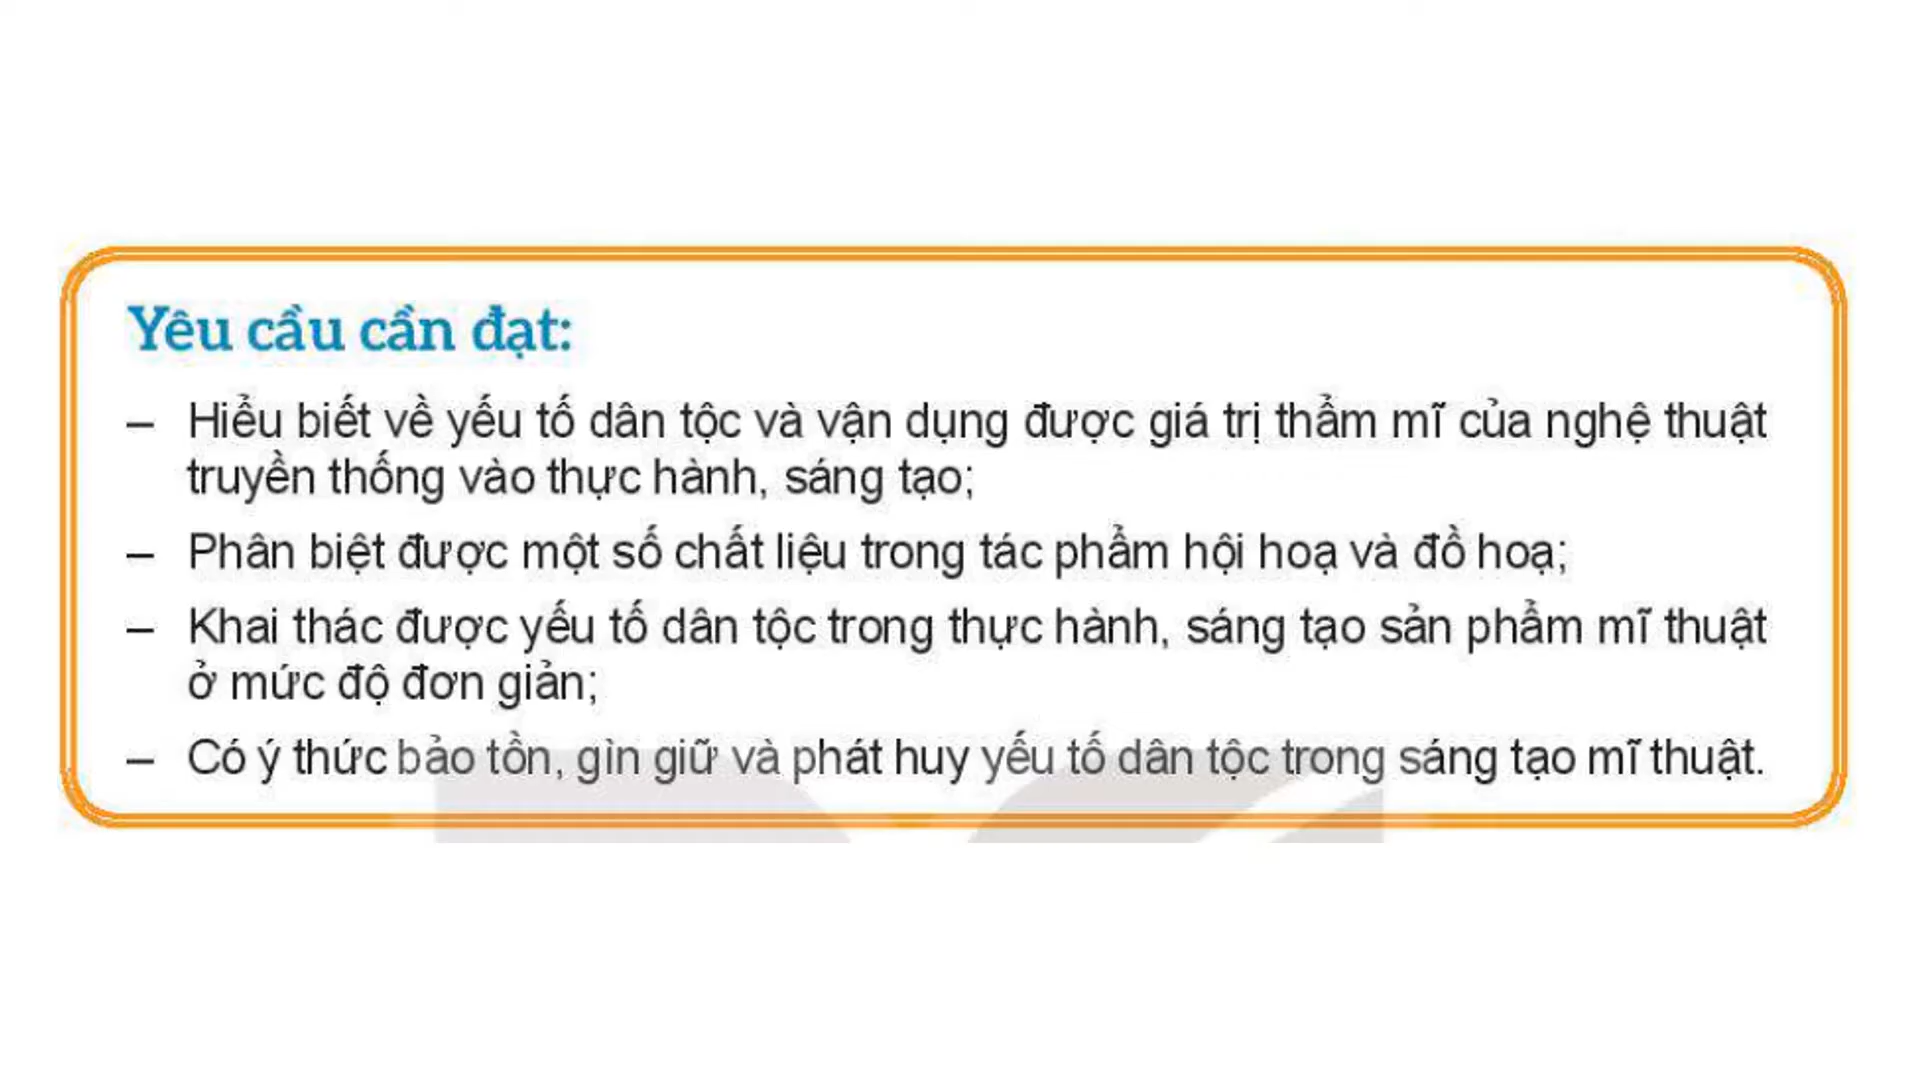 Yêu cầu cần đạt:
– Hiểu biết về yếu tố dân tộc và vận dụng được giá trị thẩm mĩ của nghệ thuật
truyền thống vào thực hành, sáng tạo;
– Phân biệt được một số chất liệu trong tác phẩm hội hoạ và đồ hoạ;
– Khai thác được yếu tố dân tộc trong thực hành, sáng tạo sản phẩm mĩ thuật
ở mức độ đơn giản;
– Có ý thức bảo tồn, gìn giữ và phát huy yếu tố dân tộc trong sáng tạo mĩ thuật.